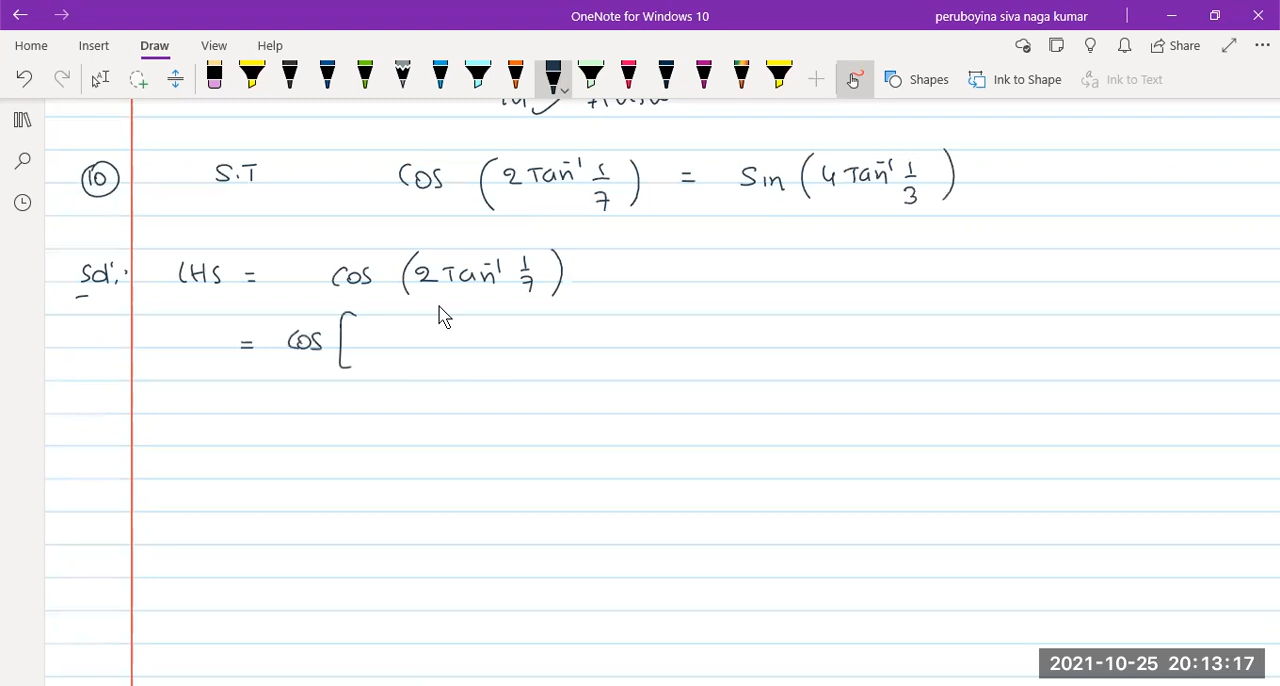 OneNote for Windows 10
peruboyina siva naga kumar
Home Insert Draw View Help
Share
Shapes
Ink to Shape
Ink to Text
10 S.T Cos (2 Tan⁻¹ 1/7) = Sin (4 Tan⁻¹ 1/3)
Sol:. LHS = Cos (2 Tan⁻¹ 1/7)
= Cos [
2021-10-25 20:13:17